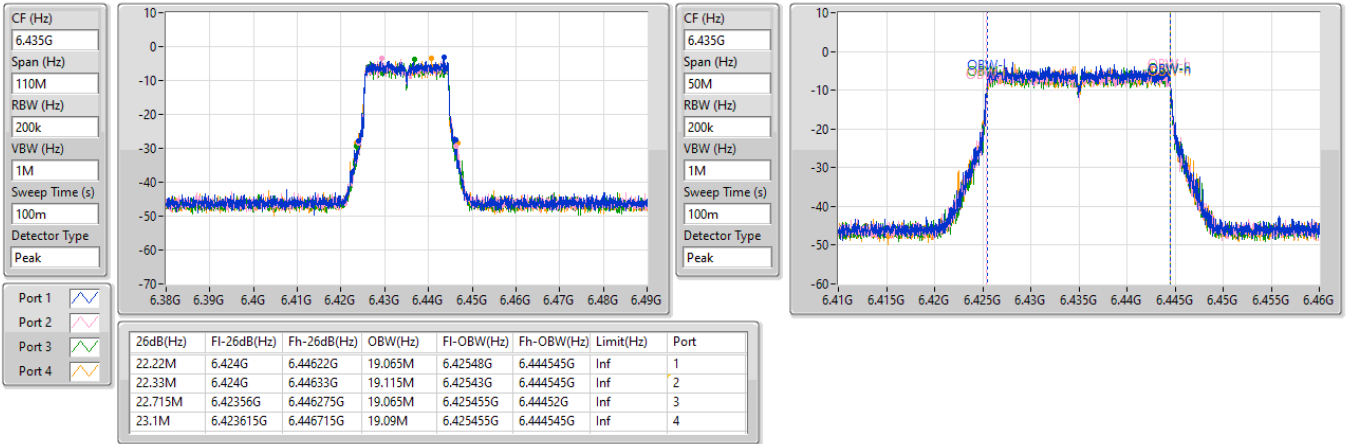 CF (Hz)
6.435G
Span (Hz)
110M
RBW (Hz)
200k
VBW (Hz)
1M
Sweep Time (s)
100m
Detector Type
Peak
10-
0-
-10-
-20-
-30-
-40-
-50-
-60-
-70-
6.38G 6.39G 6.4G 6.41G 6.42G 6.43G 6.44G 6.45G 6.46G 6.47G 6.48G 6.49G
CF (Hz)
6.435G
Span (Hz)
50M
RBW (Hz)
200k
VBW (Hz)
1M
Sweep Time (s)
100m
Detector Type
Peak
10-
0-
-10-
-20-
-30-
-40-
-50-
-60-
OBW-l OBW-h
6.41G 6.415G 6.42G 6.425G 6.43G 6.435G 6.44G 6.445G 6.45G 6.455G 6.46G
Port 1
Port 2
Port 3
Port 4
26dB(Hz) Fl-26dB(Hz) Fh-26dB(Hz) OBW(Hz) Fl-OBW(Hz) Fh-OBW(Hz) Limit(Hz) Port
22.22M 6.424G 6.44622G 19.065M 6.42548G 6.444545G Inf 1
22.33M 6.424G 6.44633G 19.115M 6.42543G 6.444545G Inf 2
22.715M 6.42356G 6.446275G 19.065M 6.425455G 6.44452G Inf 3
23.1M 6.423615G 6.446715G 19.09M 6.425455G 6.444545G Inf 4